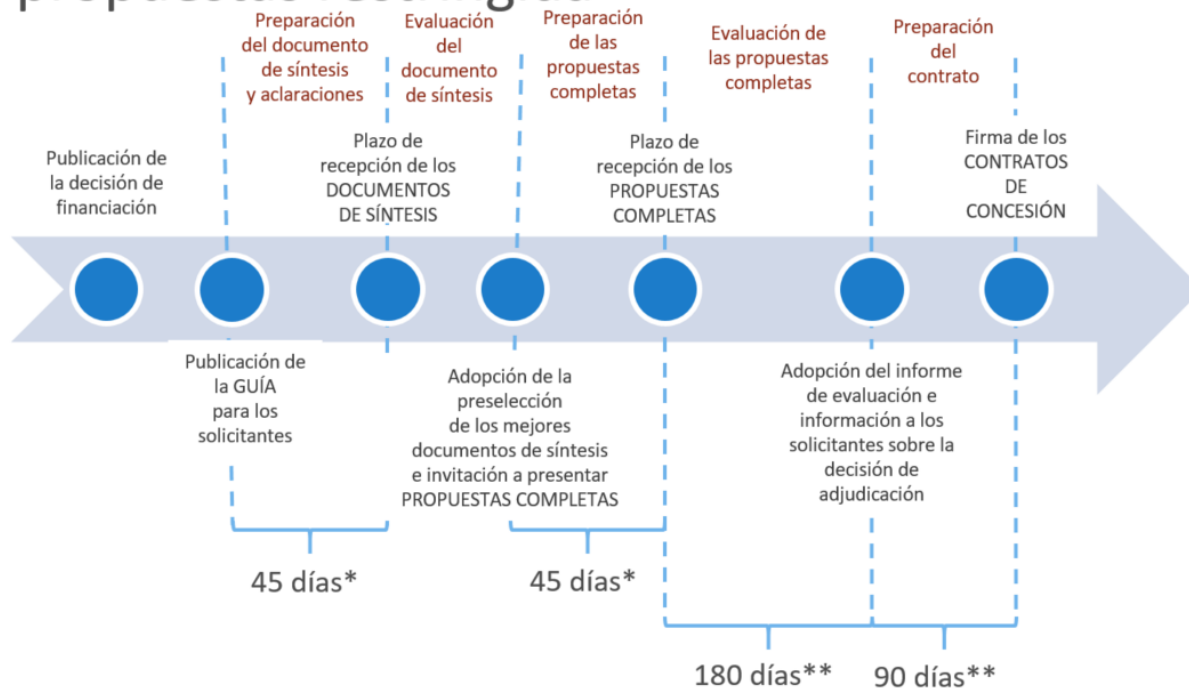 propuestas restringida
Preparación
del documento
de síntesis
y aclaraciones
Evaluación
del
documento
de síntesis
Preparación
de las
propuestas
completas
Evaluación de
las propuestas
completas
Preparación
del
contrato
Publicación de
la decisión de
financiación
Plazo de
recepción de los
DOCUMENTOS
DE SÍNTESIS
Plazo de
recepción de los
PROPUESTAS
COMPLETAS
Firma de los
CONTRATOS
DE
CONCESIÓN
Publicación de
la GUÍA
para los
solicitantes
Adopción de la
preselección
de los mejores
documentos de síntesis
e invitación a presentar
PROPUESTAS COMPLETAS
Adopción del informe
de evaluación e
información a los
solicitantes sobre la
decisión de
adjudicación
45 días*
45 días*
180 días**
90 días**